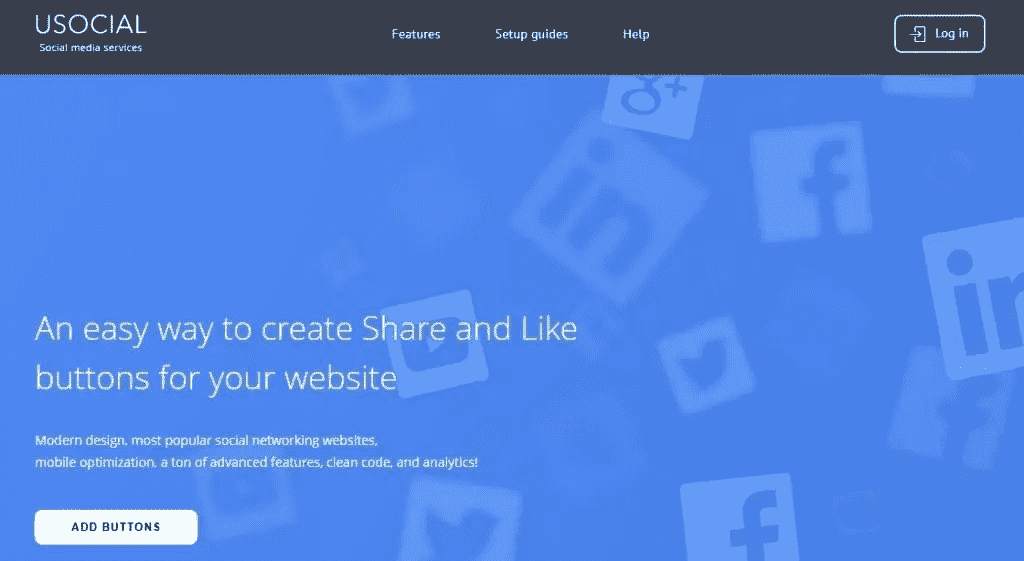 USOCIAL
Social media services
Features
Setup guides
Help
Log in
An easy way to create Share and Like
buttons for your website
Modern design, most popular social networking websites,
mobile optimization, a ton of advanced features, clean code, and analytics!
ADD BUTTONS